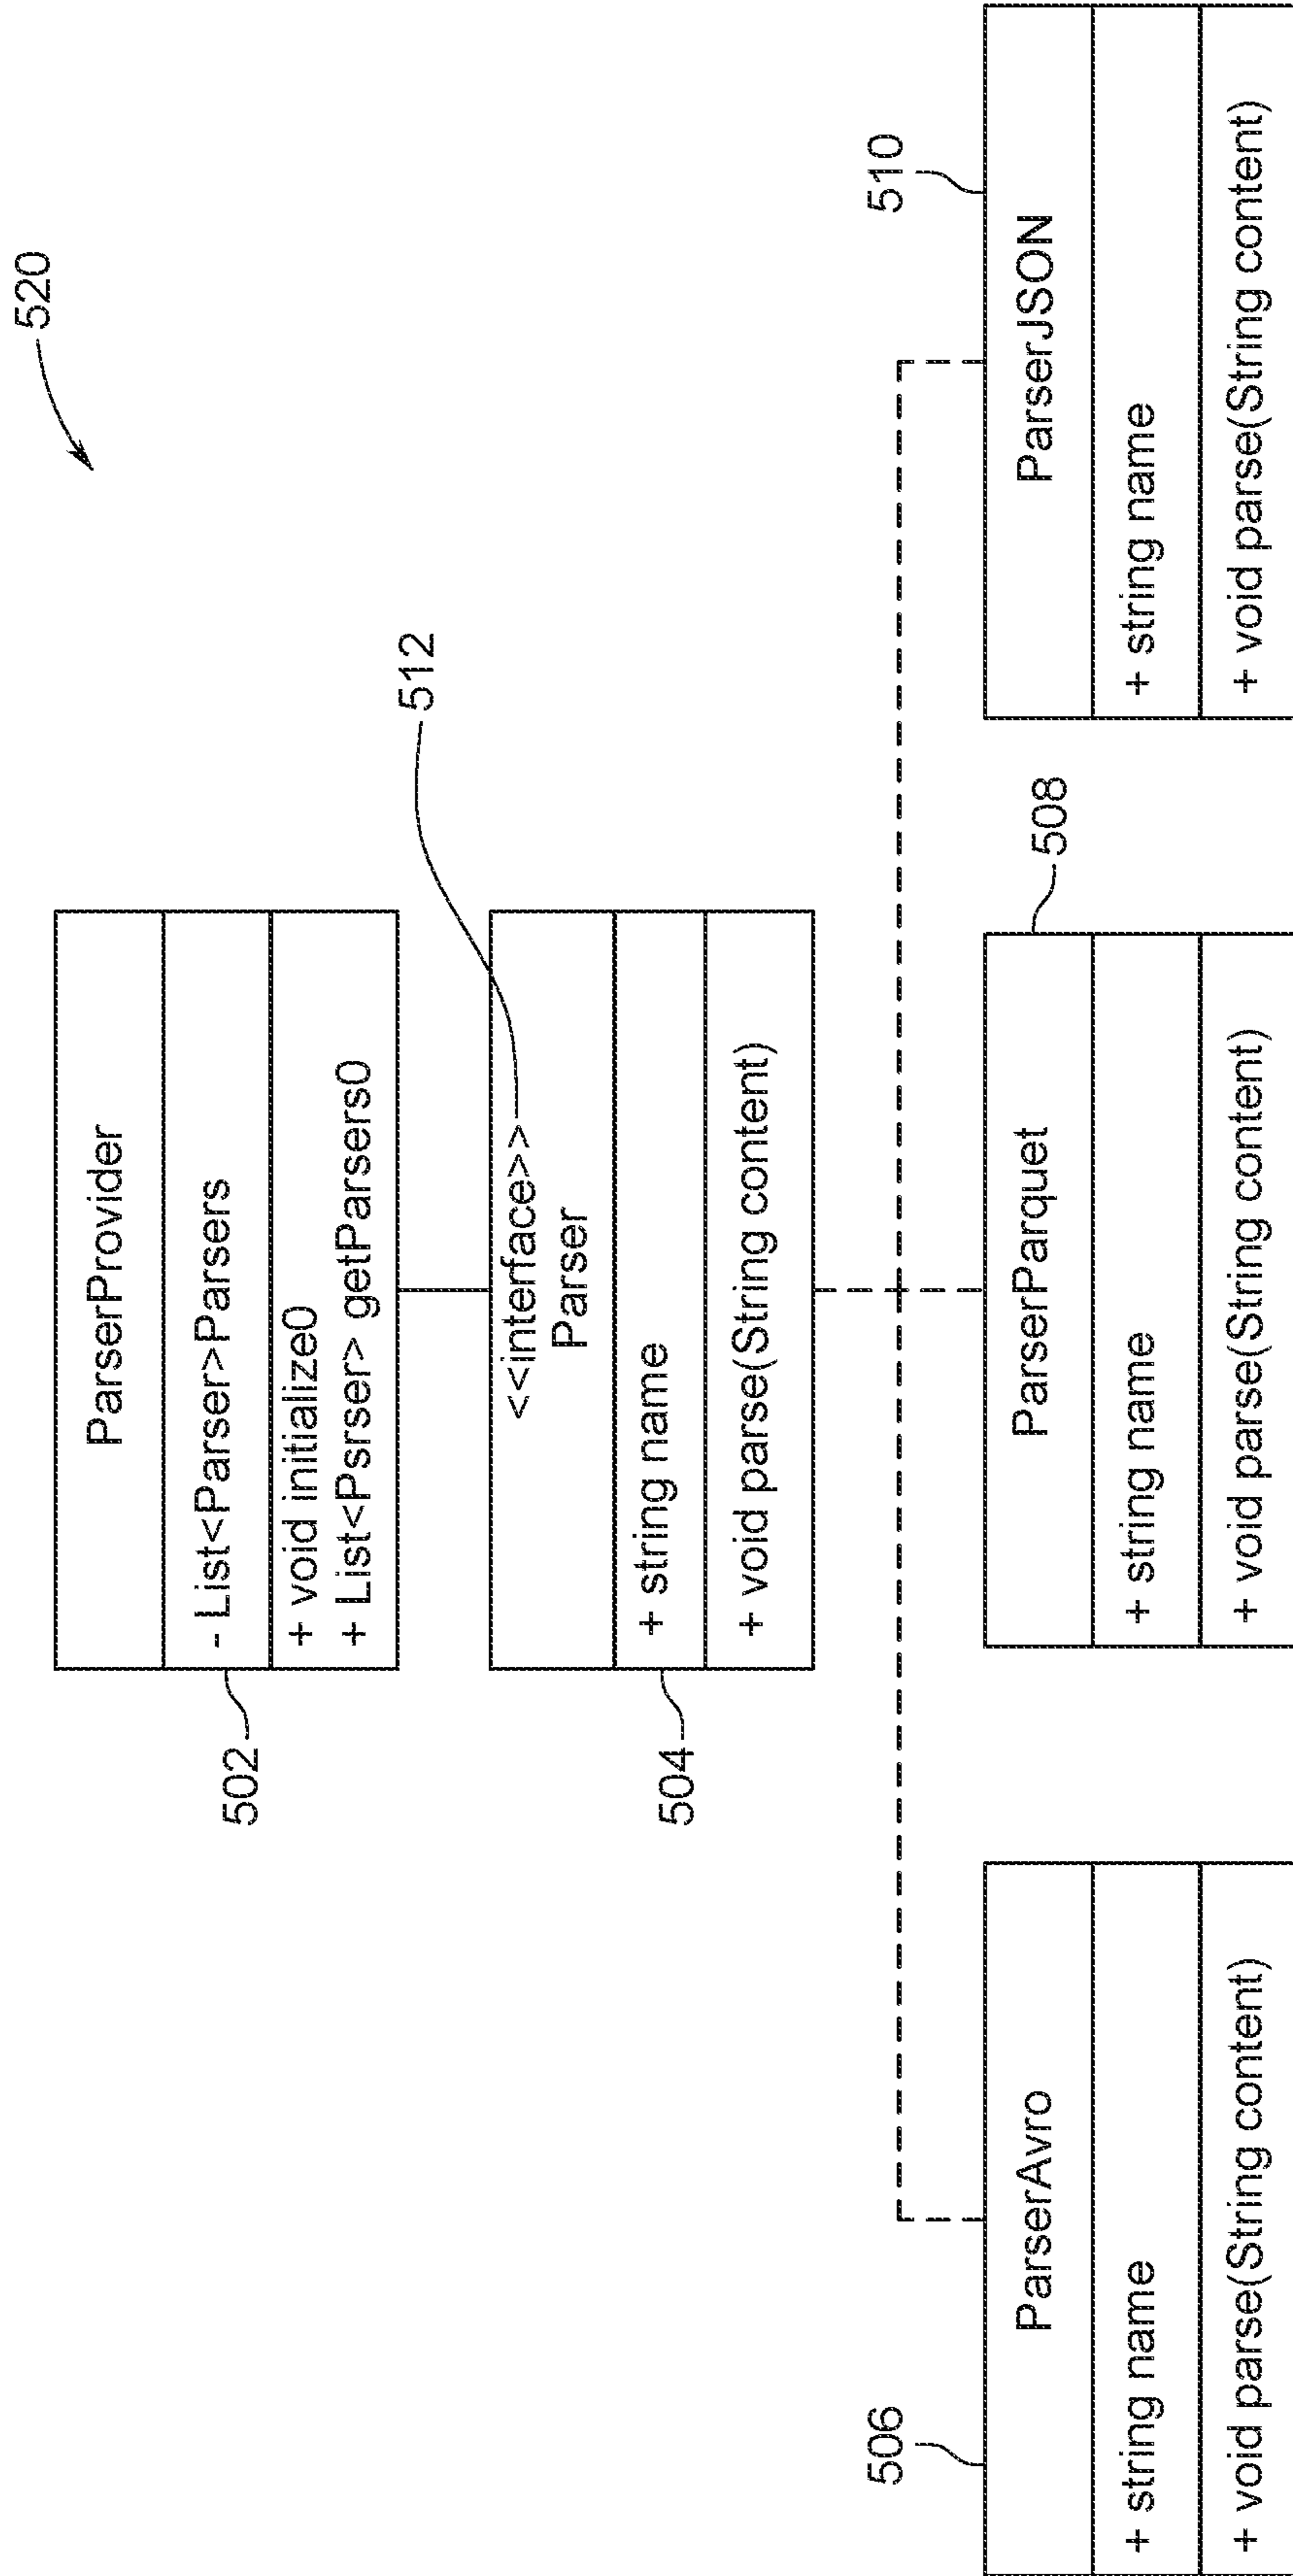 520
ParserProvider
- List<Parser>Parsers
+ void initialize0
+ List<Psrser> getParsers0
502
512
<<interface>>
Parser
+ string name
+ void parse(String content)
504
506
ParserAvro
+ string name
+ void parse(String content)
508
ParserParquet
+ string name
+ void parse(String content)
510
ParserJSON
+ string name
+ void parse(String content)